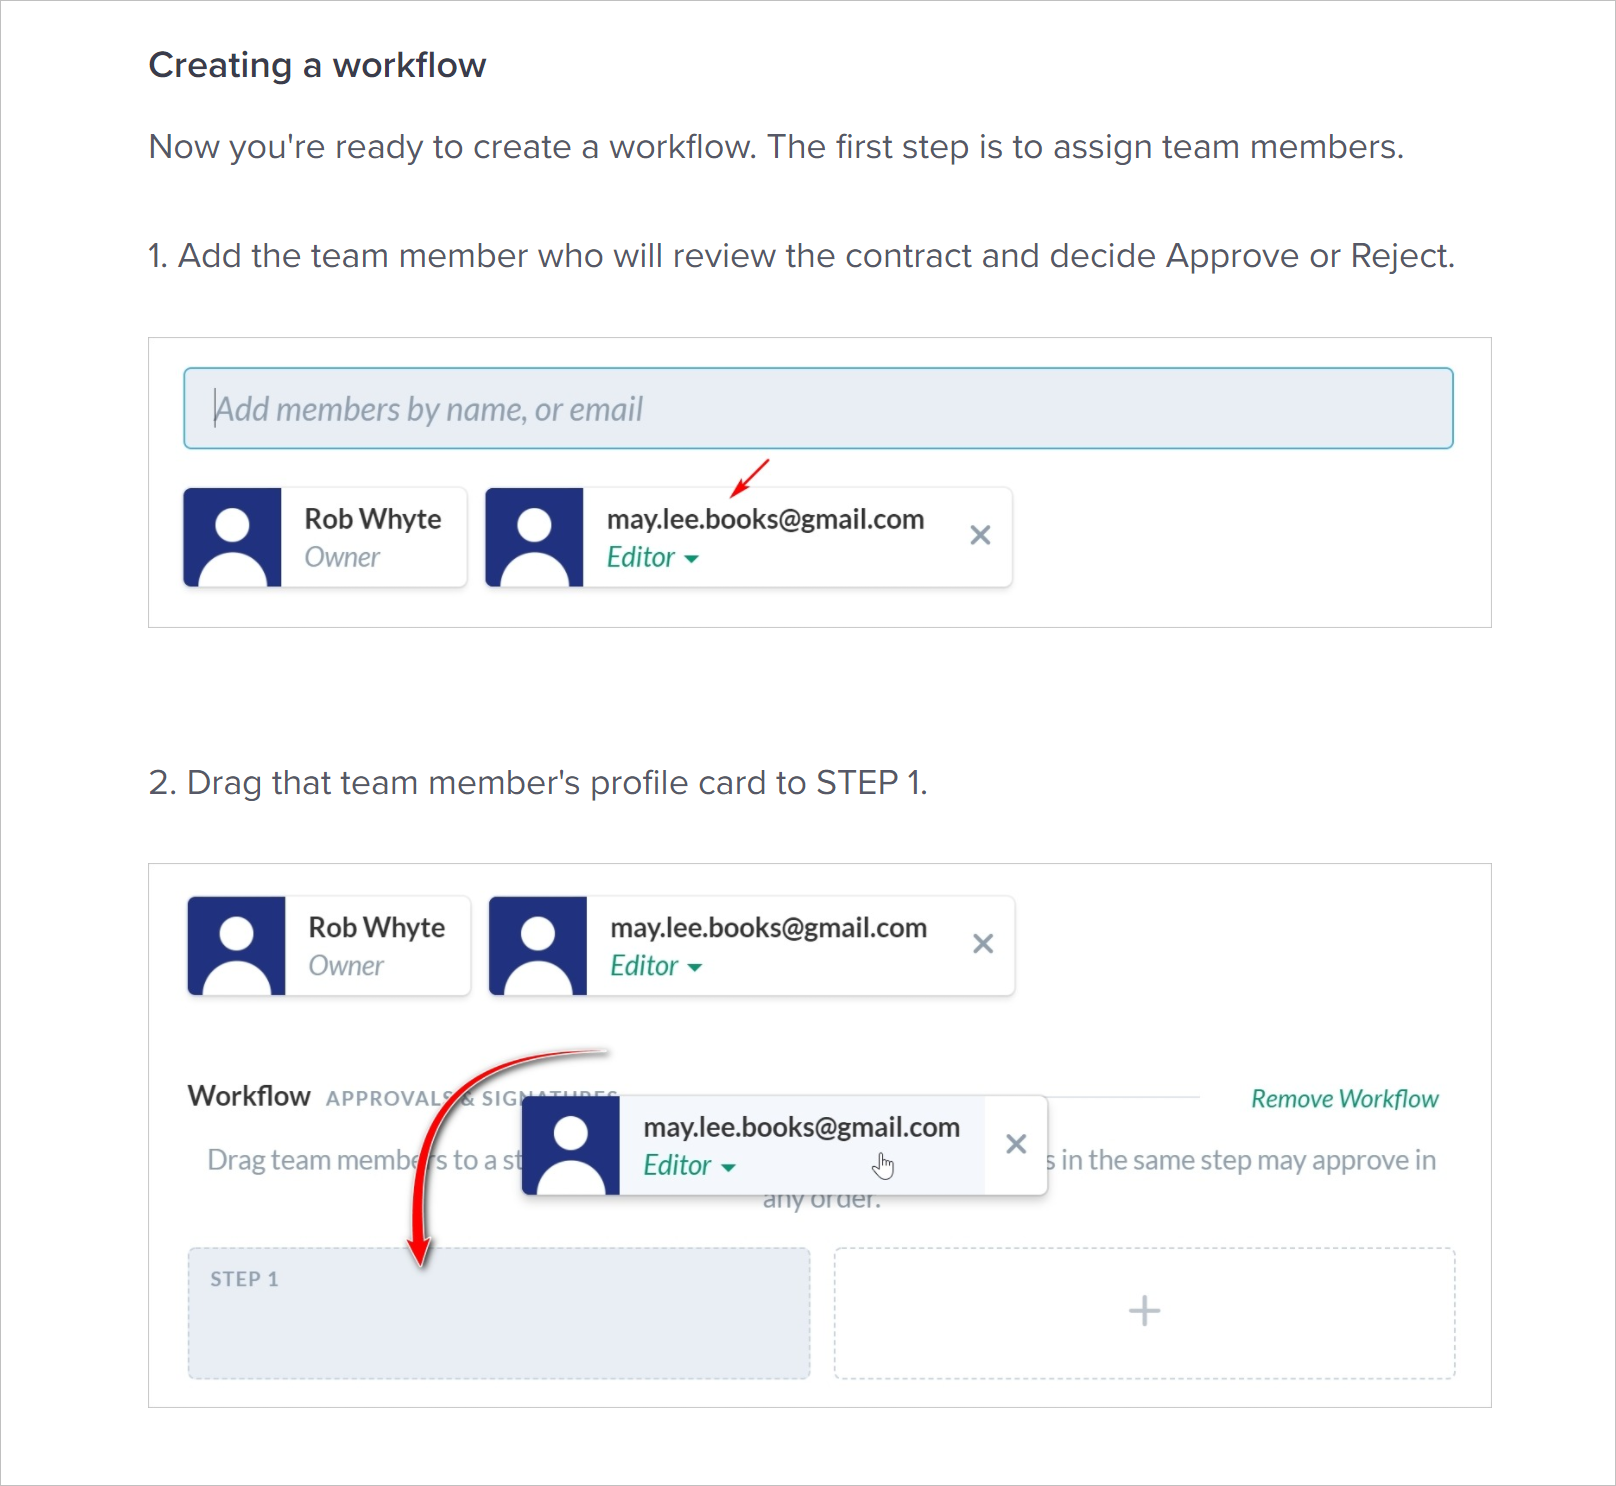 Creating a workflow
Now you're ready to create a workflow. The first step is to assign team members.
1. Add the team member who will review the contract and decide Approve or Reject.
Add members by name, or email
Rob Whyte
Owner
may.lee.books@gmail.com
Editor
2. Drag that team member's profile card to STEP 1.
Rob Whyte
Owner
may.lee.books@gmail.com
Editor
Workflow APPROVALS & SIGNATURES
Remove Workflow
may.lee.books@gmail.com
Editor
Drag team members to a st
s in the same step may approve in
any order.
STEP 1